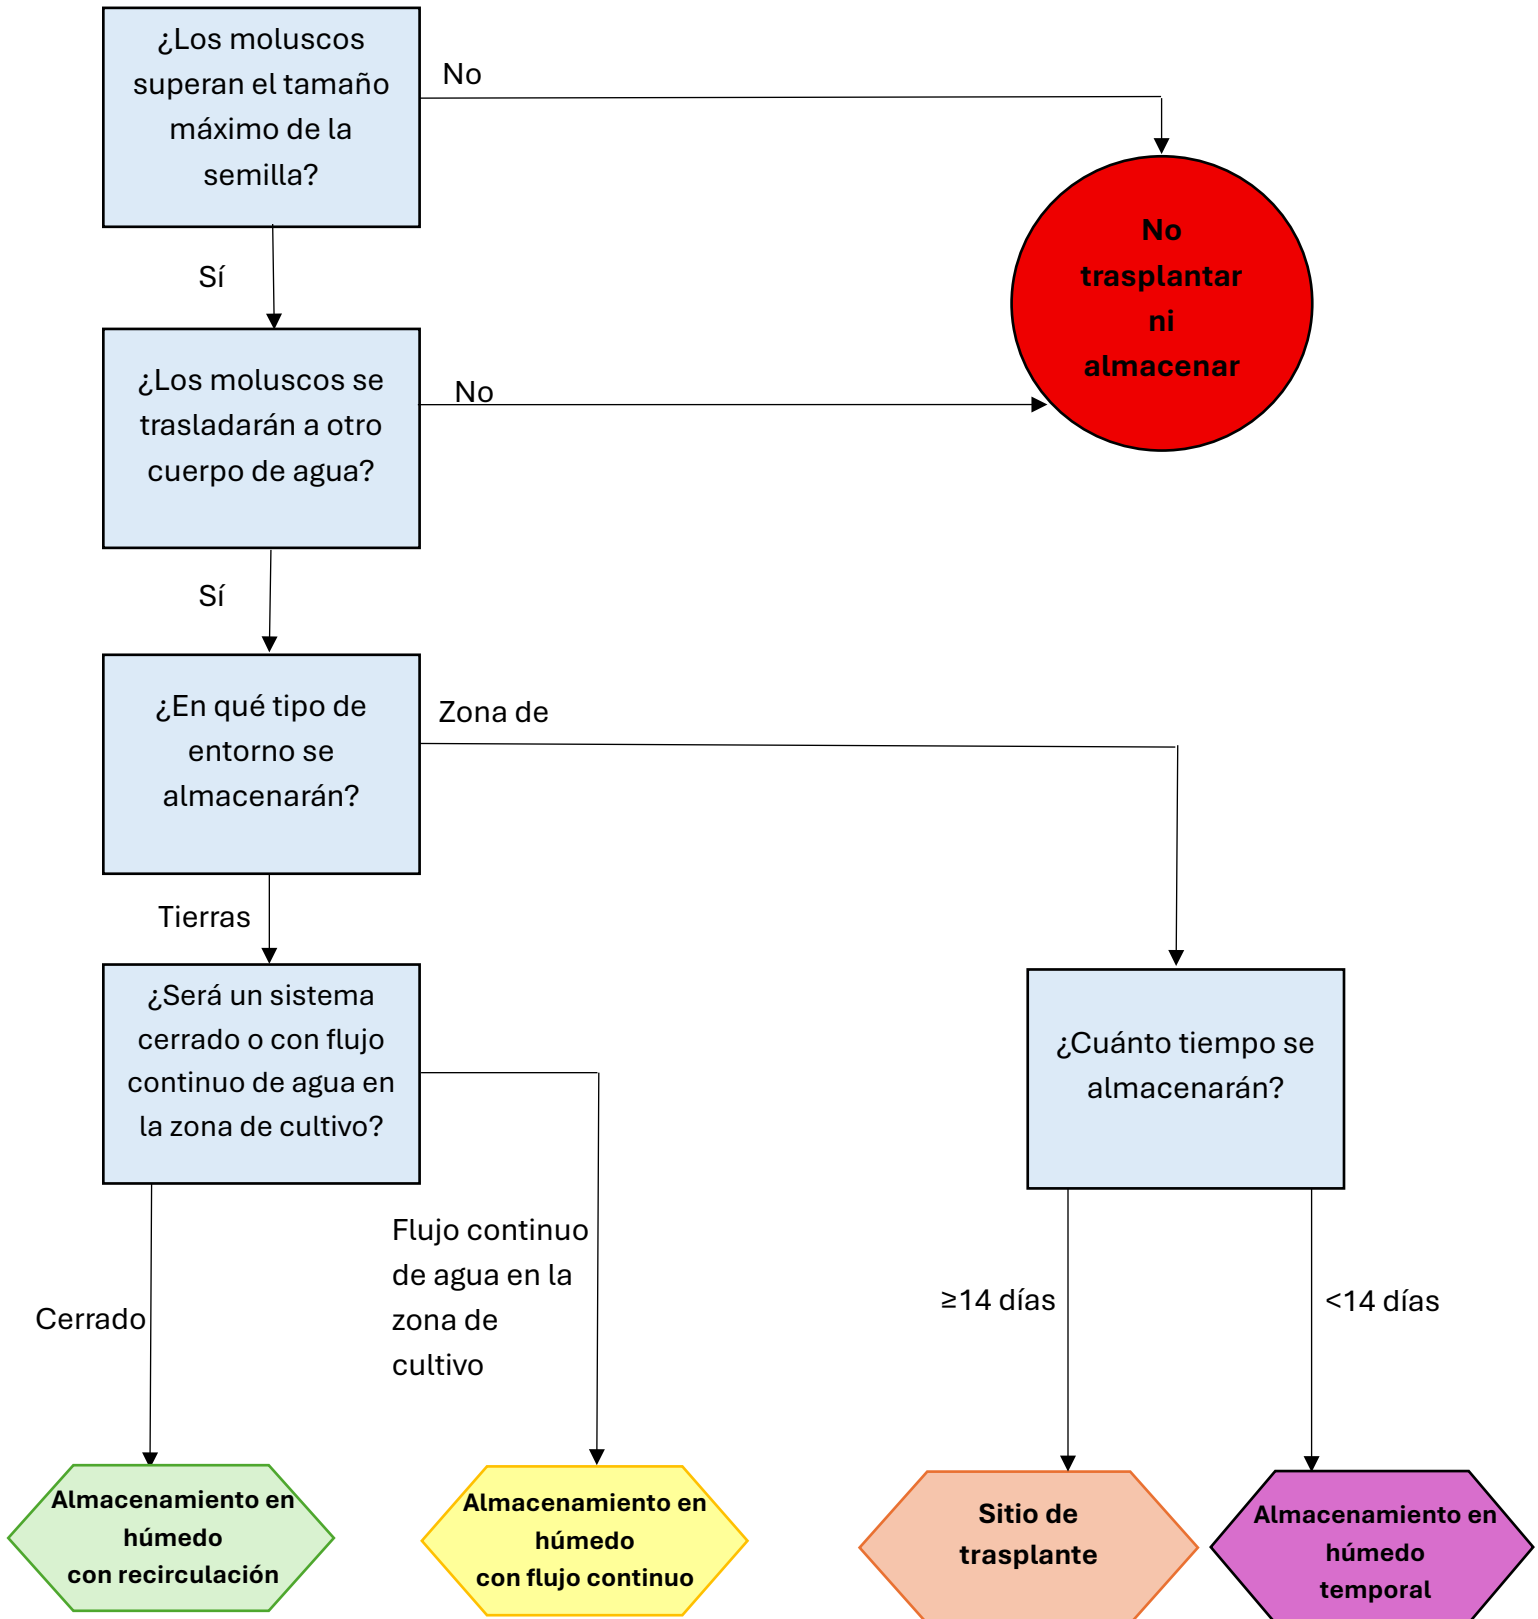 ¿Los moluscos
superan el tamaño
máximo de la
semilla?
No
No
trasplantar
ni
almacenar
Sí
¿Los moluscos se
trasladarán a otro
cuerpo de agua?
No
Sí
¿En qué tipo de
entorno se
almacenarán?
Zona de
Tierras
¿Será un sistema
cerrado o con flujo
continuo de agua en
la zona de cultivo?
¿Cuánto tiempo se
almacenarán?
Flujo continuo
de agua en la
zona de
cultivo
Cerrado
≥14 días
<14 días
Almacenamiento en
húmedo
con recirculación
Almacenamiento en
húmedo
con flujo continuo
Sitio de
trasplante
Almacenamiento en
húmedo
temporal